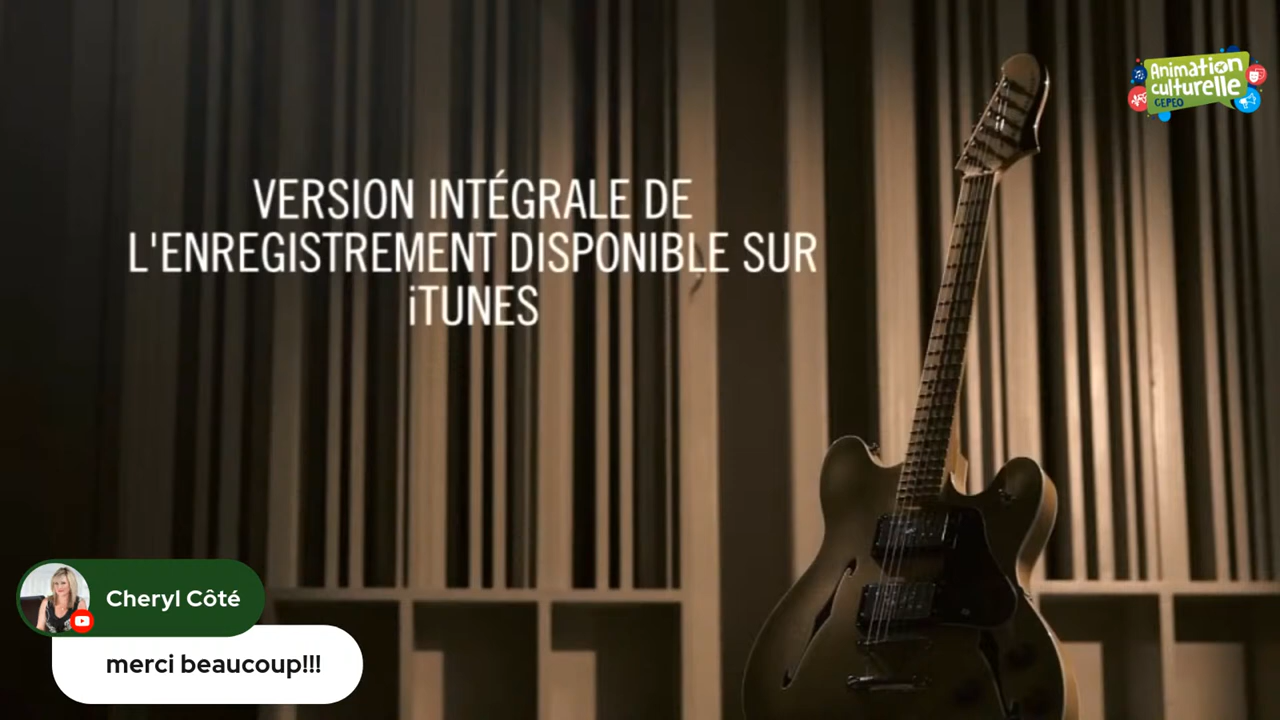 Animation
culturelle
CEPEO
VERSION INTÉGRALE DE
L'ENREGISTREMENT DISPONIBLE SUR
iTUNES
Cheryl Côté
merci beaucoup!!!